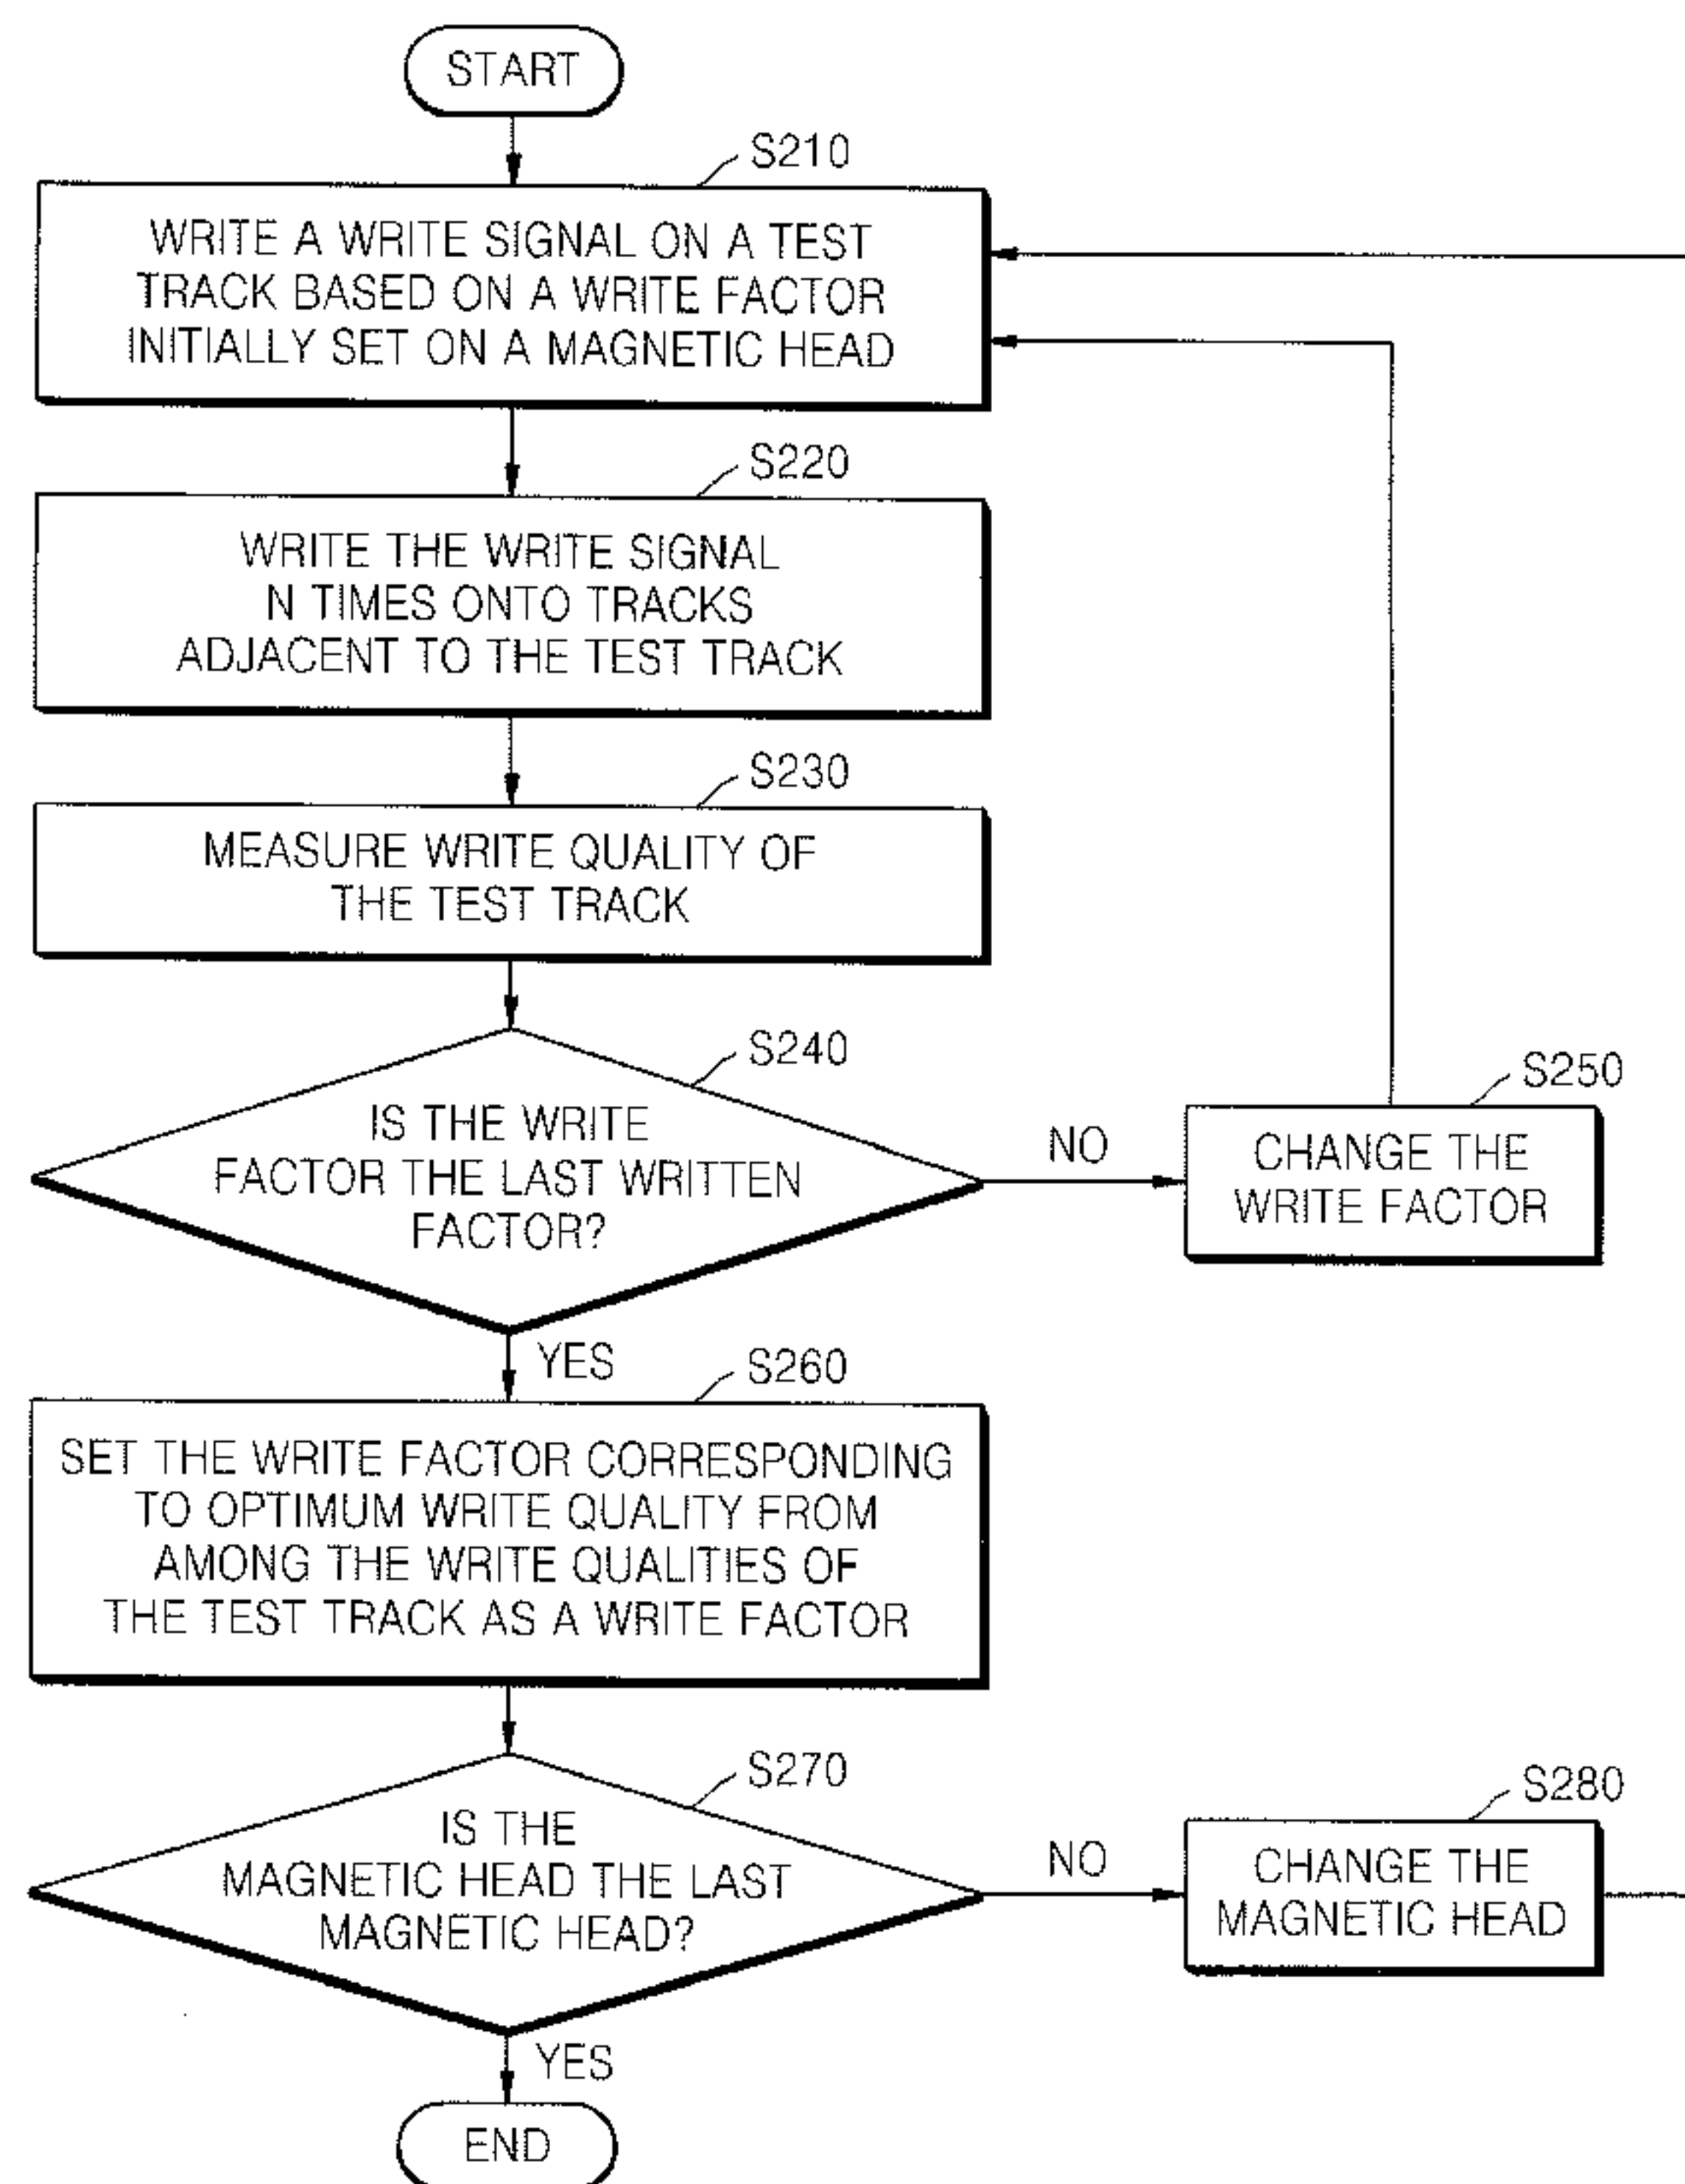 START
S210
WRITE A WRITE SIGNAL ON A TEST
TRACK BASED ON A WRITE FACTOR
INITIALLY SET ON A MAGNETIC HEAD
S220
WRITE THE WRITE SIGNAL
N TIMES ONTO TRACKS
ADJACENT TO THE TEST TRACK
S230
MEASURE WRITE QUALITY OF
THE TEST TRACK
S240
IS THE WRITE
FACTOR THE LAST WRITTEN
FACTOR?
NO
S250
CHANGE THE
WRITE FACTOR
YES
S260
SET THE WRITE FACTOR CORRESPONDING
TO OPTIMUM WRITE QUALITY FROM
AMONG THE WRITE QUALITIES OF
THE TEST TRACK AS A WRITE FACTOR
S270
IS THE
MAGNETIC HEAD THE LAST
MAGNETIC HEAD?
NO
S280
CHANGE THE
MAGNETIC HEAD
YES
END